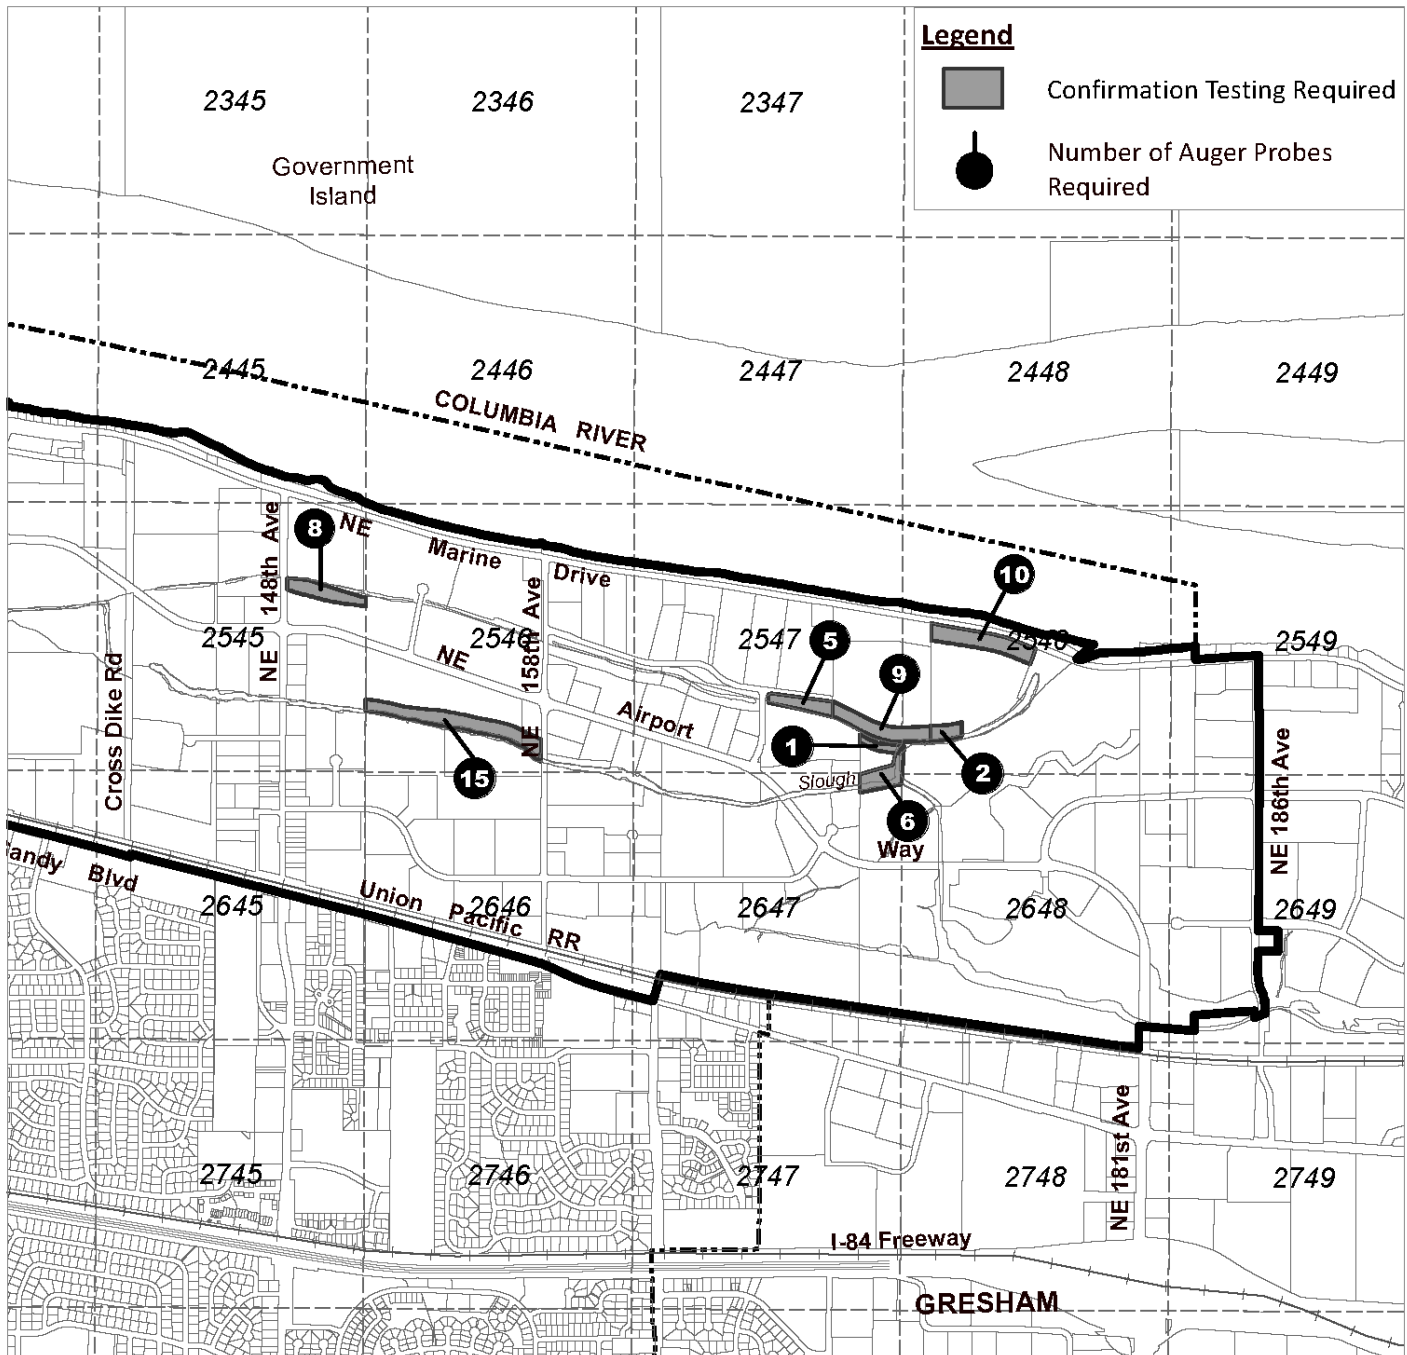 Legend
Confirmation Testing Required
Number of Auger Probes
Required
2345
2346
2347
Government
Island
2445
2446
2447
2448
2449
COLUMBIA RIVER
8
NE Marine Drive
10
148th Ave
NE
158th Ave
NE
2545
2546
2547
2548
2549
5
9
NE Airport Way
1
2
15
6
Slough
Cross Dike Rd
NE 186th Ave
Blvd
2645
2646
2647
2648
2649
Union Pacific RR
NE 181st Ave
2745
2746
2747
2748
2749
I-84 Freeway
GRESHAM